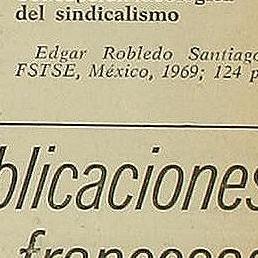 del sindicalismo
Edgar Robledo Santiago
FSTSE, México, 1969; 124 p
blicaciones